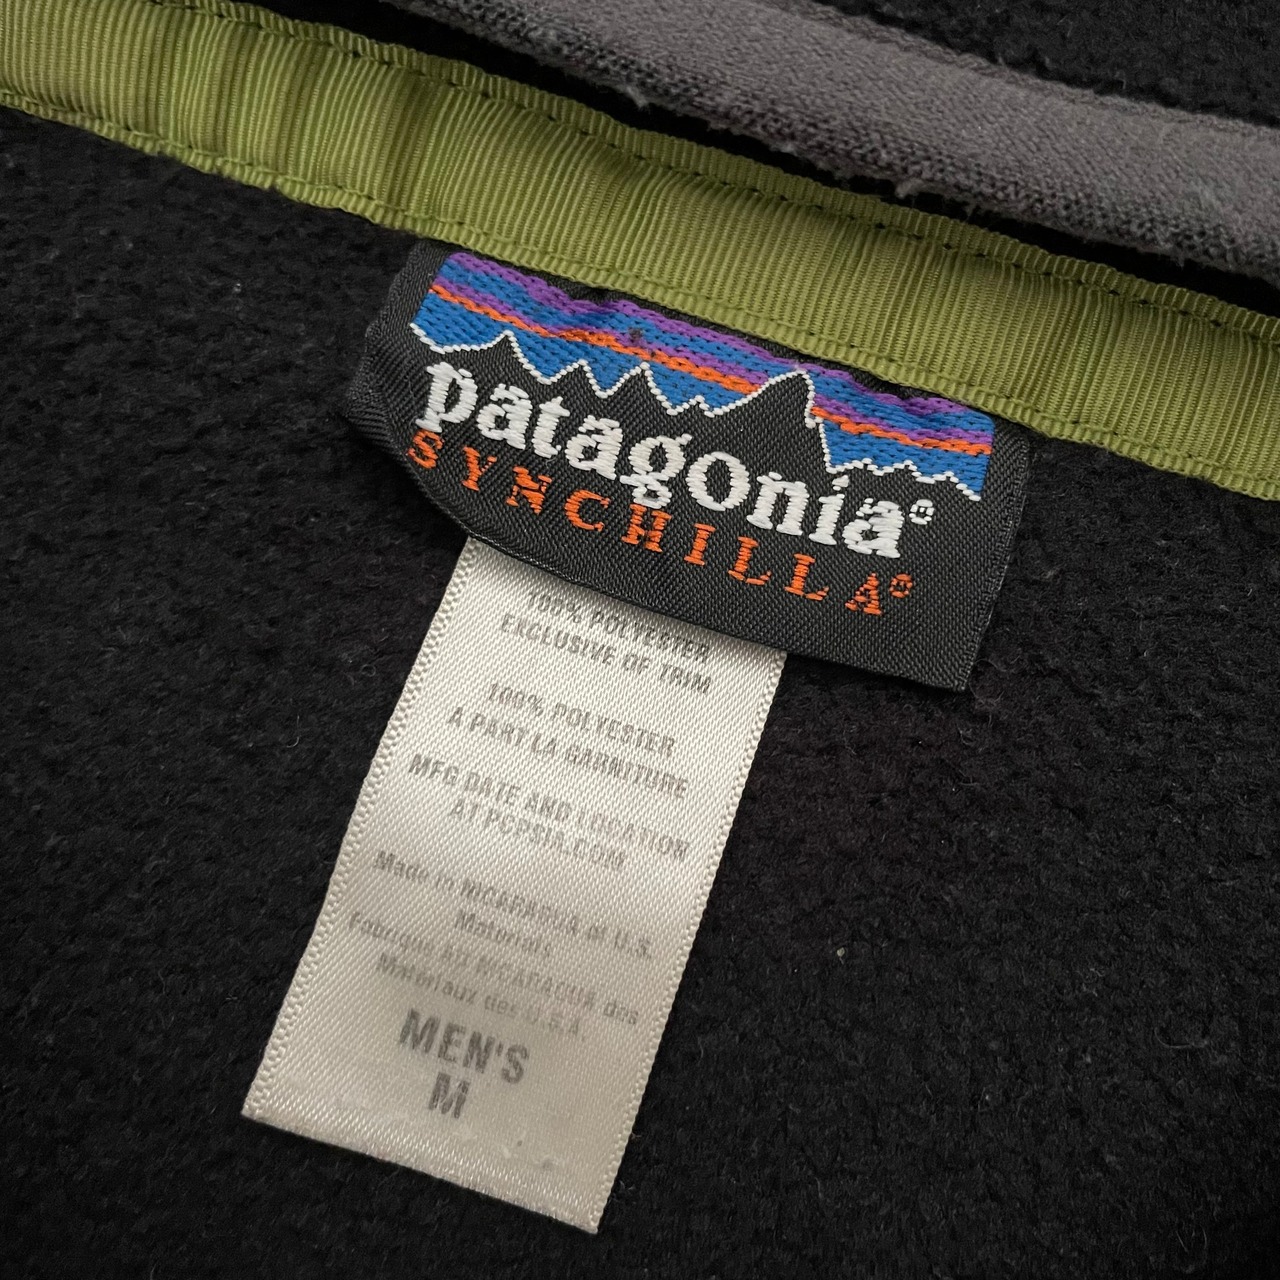 patagonia®
SYNCHILLA®
100% POLYESTER
EXCLUSIVE OF TRIM
100% POLYESTER
A PART LA GARNITURE
MFG DATE AND LOCATION
AT PCPSIA.COM
Made in NICARAGUA of U.S.
Materials
Fabriqué AU NICARAGUA des
Matériaux des U.S.A.
MEN'S
M